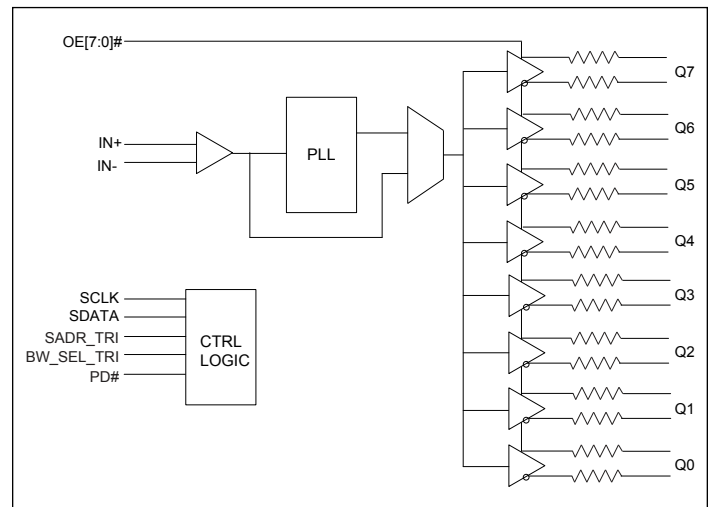 OE[7:0]#
Q7
Q6
IN+
IN-
PLL
Q5
Q4
SCLK
SDATA
SADR_TRI
BW_SEL_TRI
PD#
CTRL
LOGIC
Q3
Q2
Q1
Q0